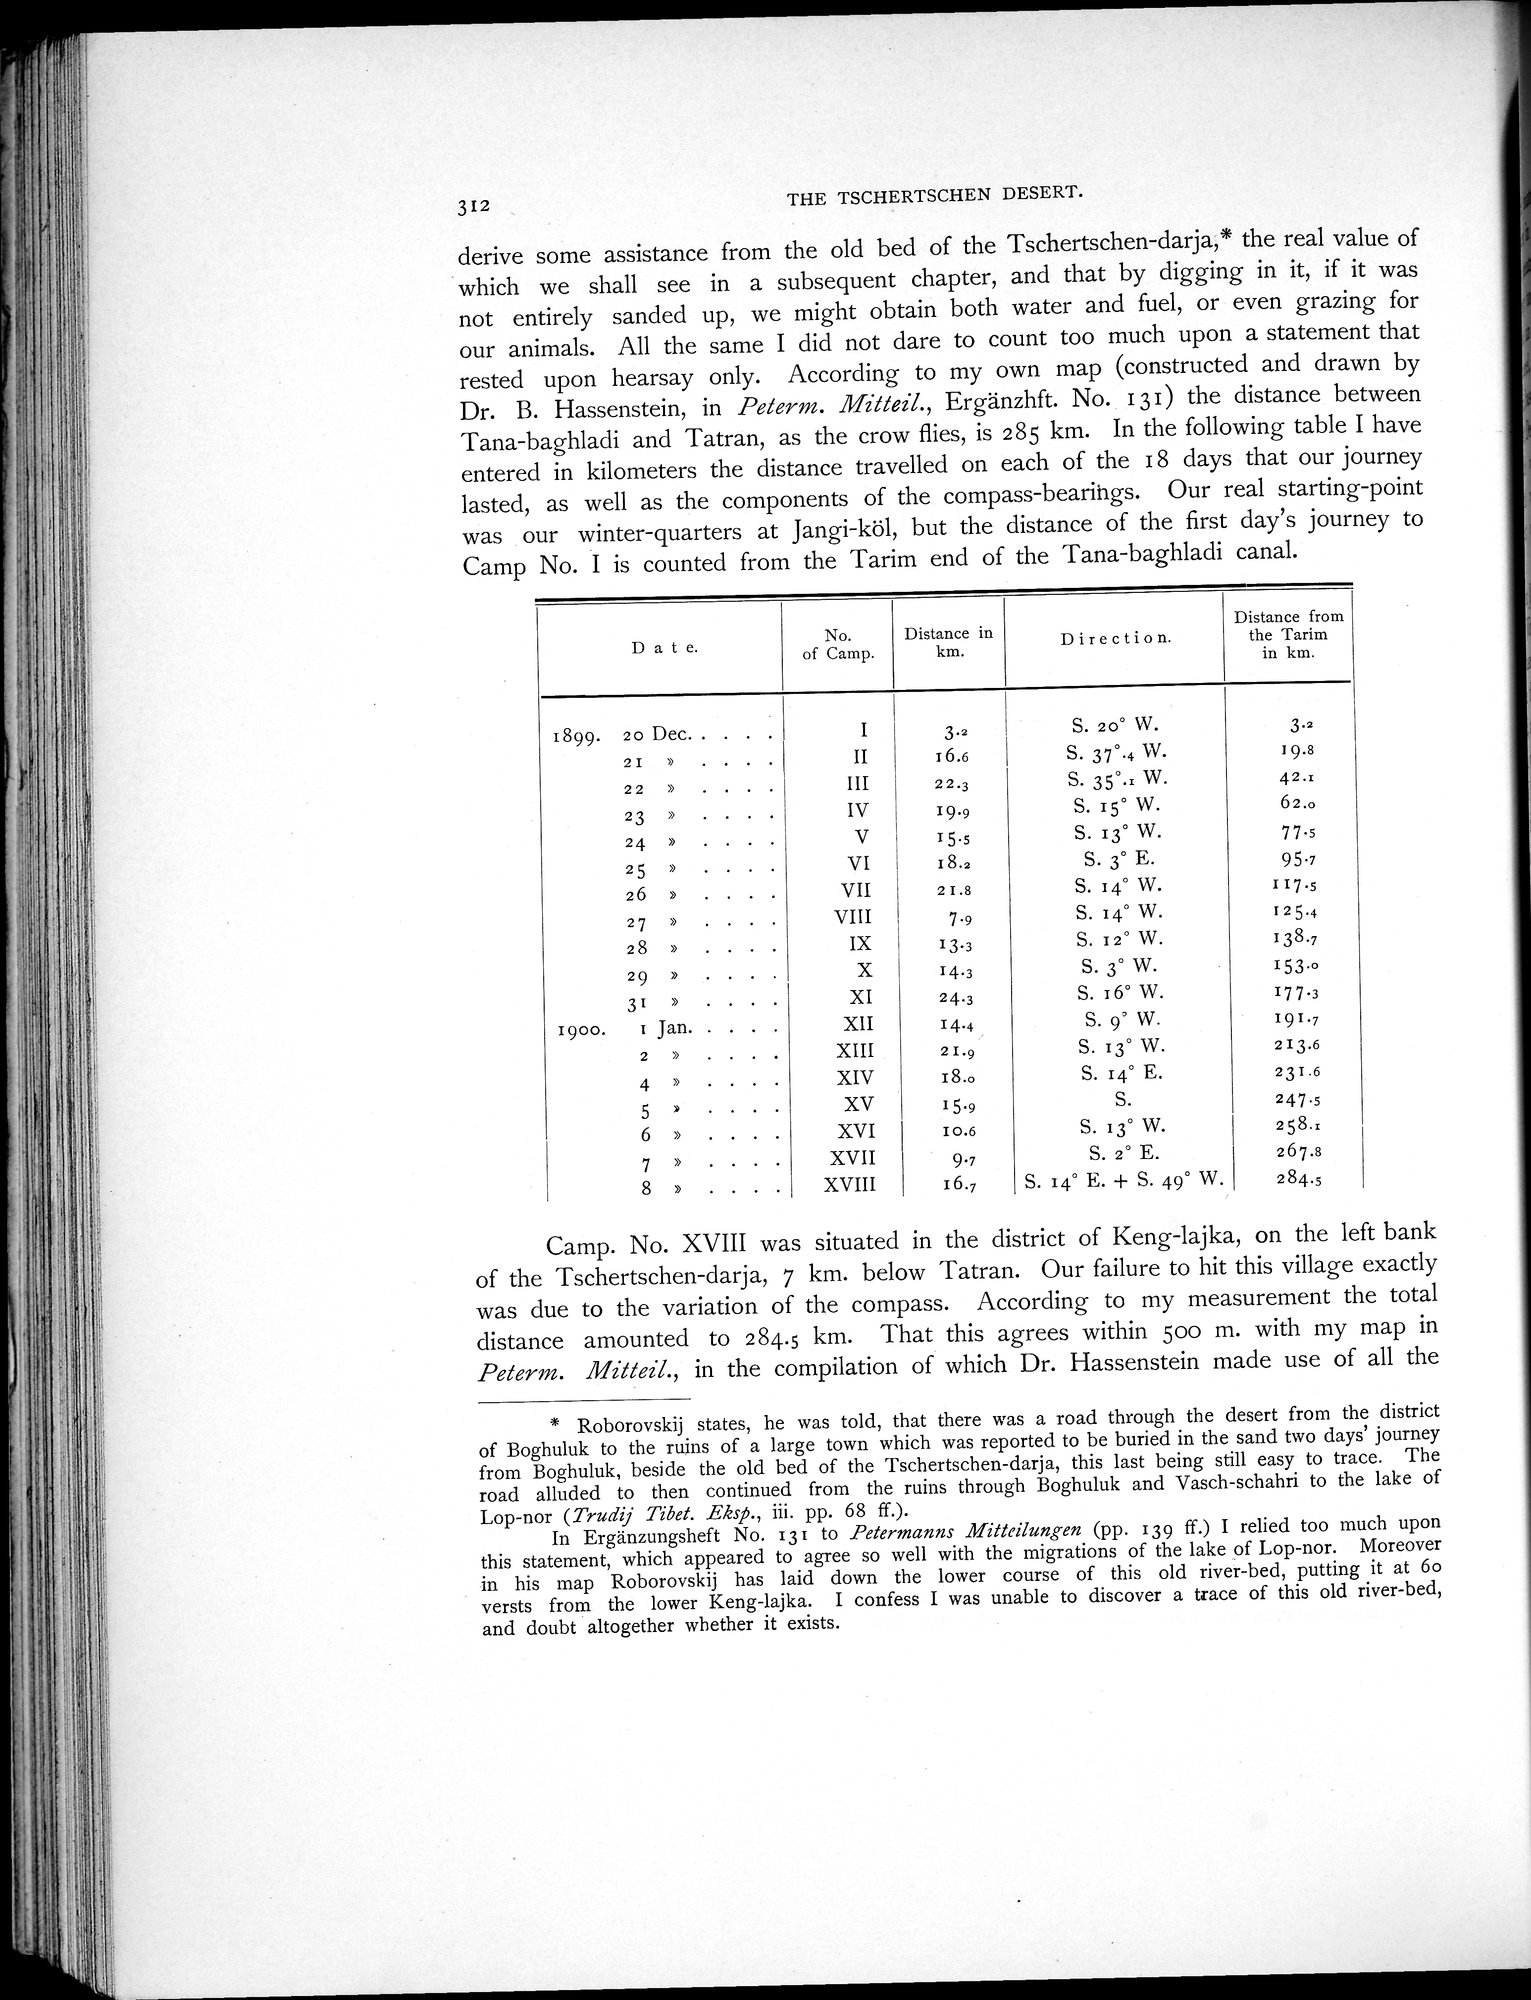 312
THE TSCHERTSCHEN DESERT.
derive some assistance from the old bed of the Tschertschen-darja,* the real value of
which we shall see in a subsequent chapter, and that by digging in it, if it was
not entirely sanded up, we might obtain both water and fuel, or even grazing for
our animals. All the same I did not dare to count too much upon a statement that
rested upon hearsay only. According to my own map (constructed and drawn by
Dr. B. Hassenstein, in Peterm. Mitteil., Ergänzhft. No. 131) the distance between
Tana-baghladi and Tatran, as the crow flies, is 285 km. In the following table I have
entered in kilometers the distance travelled on each of the 18 days that our journey
lasted, as well as the components of the compass-bearings. Our real starting-point
was our winter-quarters at Jangi-köl, but the distance of the first day's journey to
Camp No. I is counted from the Tarim end of the Tana-baghladi canal.
Date. No. of Camp. Distance in km. Direction. Distance from the Tarim in km.
1899. 20 Dec. . . . . I 3.2 S. 20° W. 3.2
21 » . . . . II 16.6 S. 37°.4 W. 19.8
22 » . . . . III 22.3 S. 35°.1 W. 42.1
23 » . . . . IV 19.9 S. 15° W. 62.0
24 » . . . . V 15.5 S. 13° W. 77.5
25 » . . . . VI 18.2 S. 3° E. 95.7
26 » . . . . VII 21.8 S. 14° W. 117.5
27 » . . . . VIII 7.9 S. 14° W. 125.4
28 » . . . . IX 13.3 S. 12° W. 138.7
29 » . . . . X 14.3 S. 3° W. 153.0
31 » . . . . XI 24.3 S. 16° W. 177.3
1900. 1 Jan. . . . . XII 14.4 S. 9° W. 191.7
2 » . . . . XIII 21.9 S. 13° W. 213.6
4 » . . . . XIV 18.0 S. 14° E. 231.6
5 » . . . . XV 15.9 S. 247.5
6 » . . . . XVI 10.6 S. 13° W. 258.1
7 » . . . . XVII 9.7 S. 2° E. 267.8
8 » . . . . XVIII 16.7 S. 14° E. + S. 49° W. 284.5
Camp. No. XVIII was situated in the district of Keng-lajka, on the left bank
of the Tschertschen-darja, 7 km. below Tatran. Our failure to hit this village exactly
was due to the variation of the compass. According to my measurement the total
distance amounted to 284.5 km. That this agrees within 500 m. with my map in
Peterm. Mitteil., in the compilation of which Dr. Hassenstein made use of all the
* Roborovskij states, he was told, that there was a road through the desert from the district
of Boghuluk to the ruins of a large town which was reported to be buried in the sand two days' journey
from Boghuluk, beside the old bed of the Tschertschen-darja, this last being still easy to trace. The
road alluded to then continued from the ruins through Boghuluk and Vasch-schahri to the lake of
Lop-nor (Trudij Tibet. Eksp., iii. pp. 68 ff.).
In Ergänzungsheft No. 131 to Petermanns Mitteilungen (pp. 139 ff.) I relied too much upon
this statement, which appeared to agree so well with the migrations of the lake of Lop-nor. Moreover
in his map Roborovskij has laid down the lower course of this old river-bed, putting it at 60
versts from the lower Keng-lajka. I confess I was unable to discover a trace of this old river-bed,
and doubt altogether whether it exists.